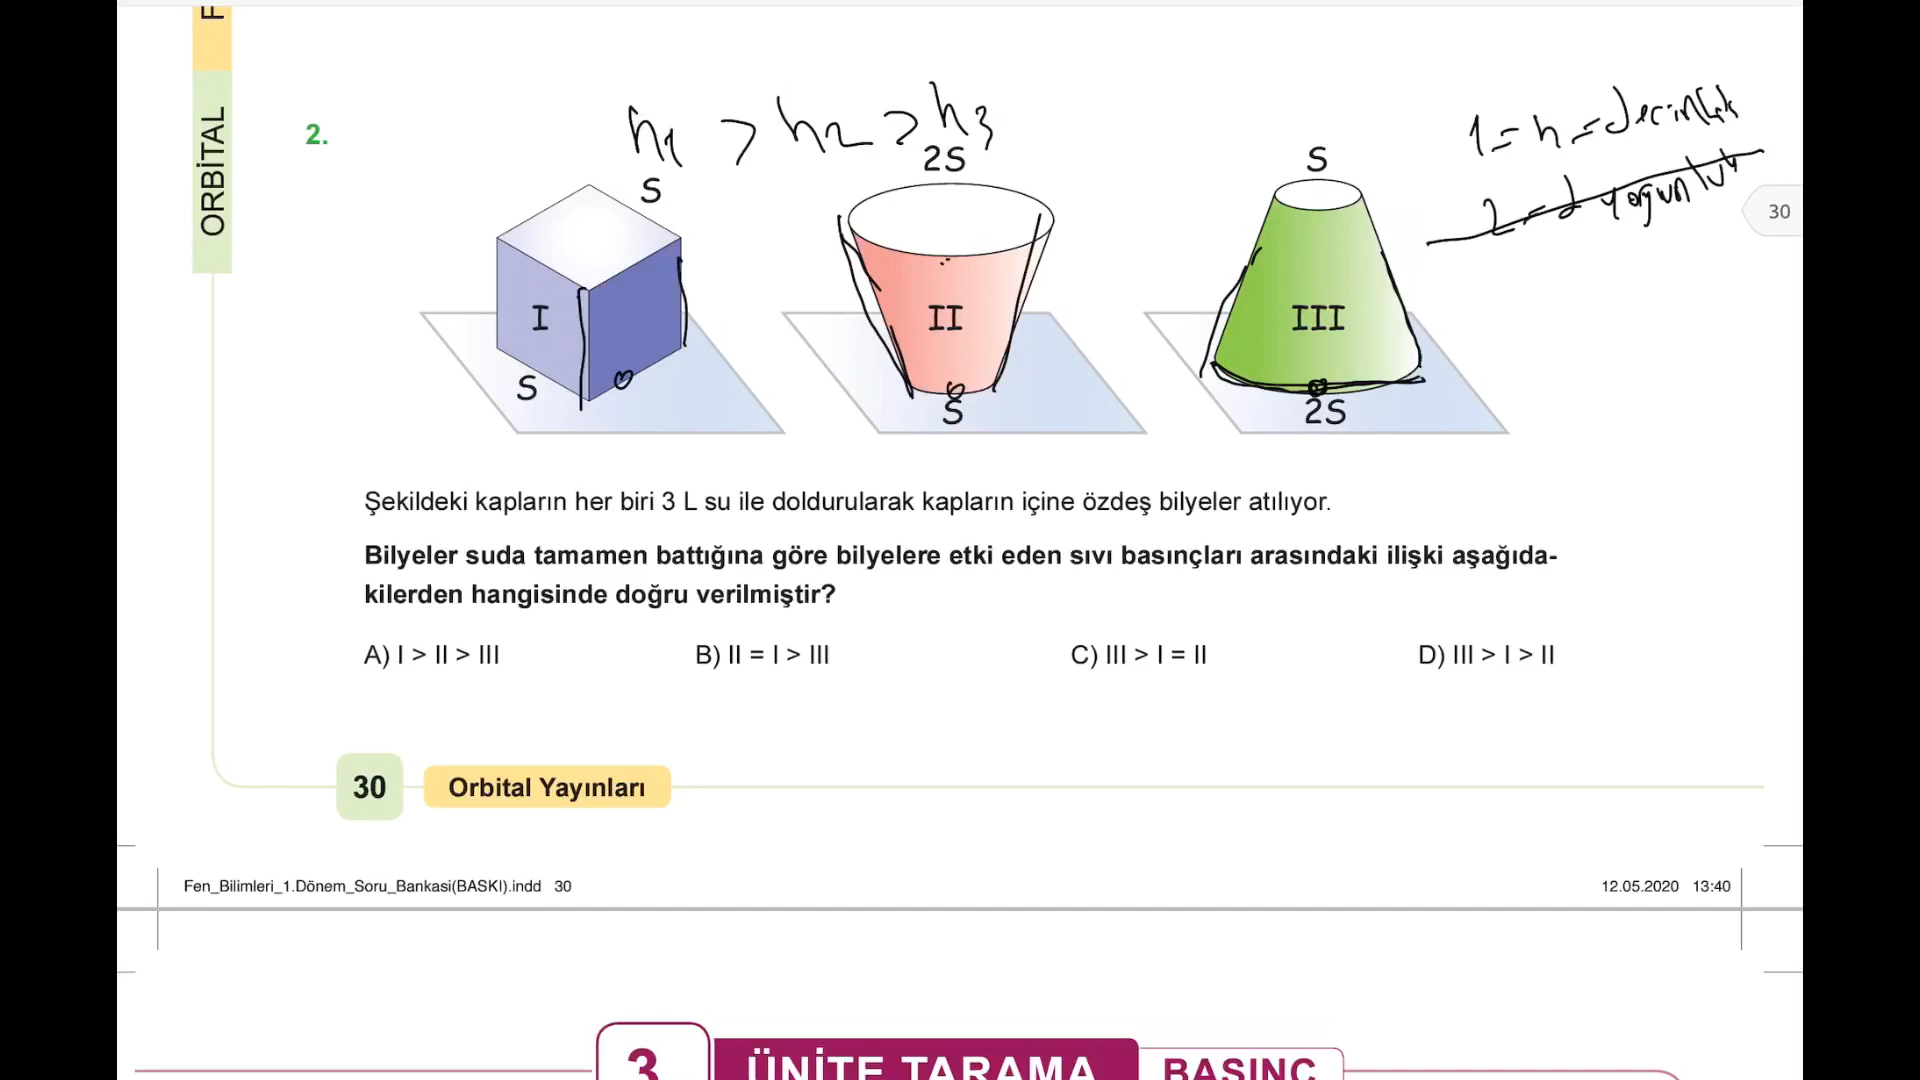 F
ORBİTAL
2.
h1 > h2 > h3
1 = h = derinlik
2 = d yoğunluk
30
S
2S
S
I
II
III
S
S
2S
Şekildeki kapların her biri 3 L su ile doldurularak kapların içine özdeş bilyeler atılıyor.
Bilyeler suda tamamen battığına göre bilyelere etki eden sıvı basınçları arasındaki ilişki aşağıda-
kilerden hangisinde doğru verilmiştir?
A) I > II > III
B) II = I > III
C) III > I = II
D) III > I > II
30
Orbital Yayınları
Fen_Bilimleri_1.Dönem_Soru_Bankasi(BASKI).indd 30
12.05.2020 13:40
3.
ÜNİTE TARAMA
BASINÇ